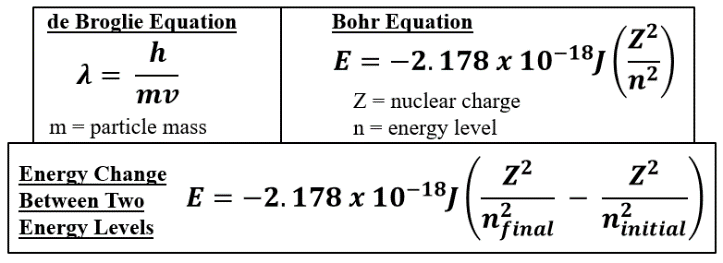 de Broglie Equation
λ = h / mv
m = particle mass
Bohr Equation
E = −2.178 x 10⁻¹⁸J (Z² / n²)
Z = nuclear charge
n = energy level
Energy Change
Between Two
Energy Levels
E = −2.178 x 10⁻¹⁸J (Z² / n²final − Z² / n²initial)